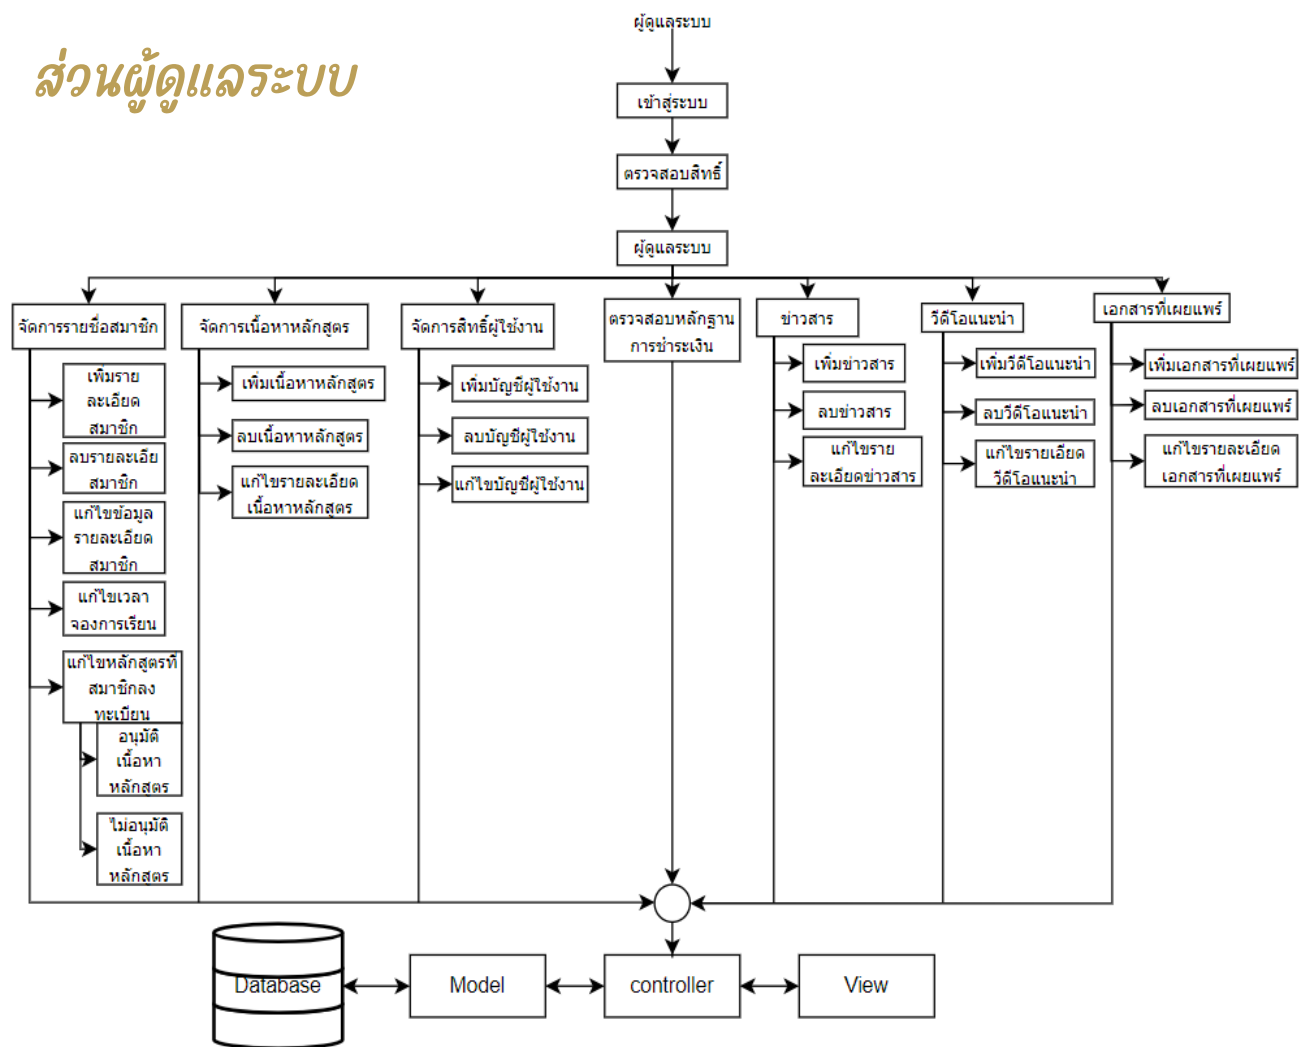 ส่วนผู้ดูแลระบบ
ผู้ดูแลระบบ
เข้าสู่ระบบ
ตรวจสอบสิทธิ์
ผู้ดูแลระบบ
จัดการรายชื่อสมาชิก
เพิ่มราย
ละเอียด
สมาชิก
ลบรายละเอีย
สมาชิก
แก้ไขข้อมูล
รายละเอียด
สมาชิก
แก้ไขเวลา
จองการเรียน
แก้ไขหลักสูตรที่
สมาชิกลง
ทะเบียน
อนุมัติ
เนื้อหา
หลักสูตร
ไม่อนุมัติ
เนื้อหา
หลักสูตร
จัดการเนื้อหาหลักสูตร
เพิ่มเนื้อหาหลักสูตร
ลบเนื้อหาหลักสูตร
แก้ไขรายละเอียด
เนื้อหาหลักสูตร
จัดการสิทธิ์ผู้ใช้งาน
เพิ่มบัญชีผู้ใช้งาน
ลบบัญชีผู้ใช้งาน
แก้ไขบัญชีผู้ใช้งาน
ตรวจสอบหลักฐาน
การชำระเงิน
ข่าวสาร
เพิ่มข่าวสาร
ลบข่าวสาร
แก้ไขราย
ละเอียดข่าวสาร
วีดีโอแนะนำ
เพิ่มวีดีโอแนะนำ
ลบวีดีโอแนะนำ
แก้ไขรายเอียด
วีดีโอแนะนำ
เอกสารที่เผยแพร่
เพิ่มเอกสารที่เผยแพร่
ลบเอกสารที่เผยแพร่
แก้ไขรายละเอียด
เอกสารที่เผยแพร์
Database
Model
controller
View